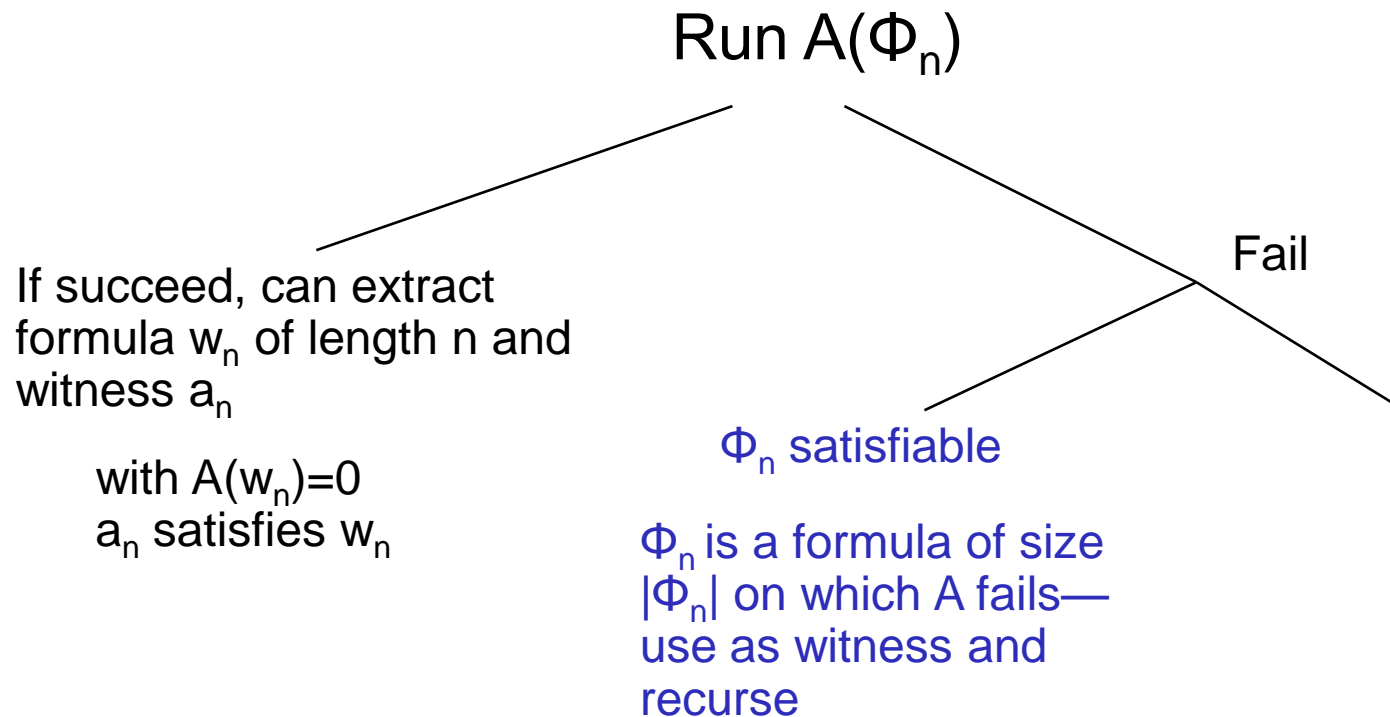 Run A(Φₙ)
If succeed, can extract
formula wₙ of length n and
witness aₙ
with A(wₙ)=0
aₙ satisfies wₙ
Fail
Φₙ satisfiable
Φₙ is a formula of size
|Φₙ| on which A fails—
use as witness and
recurse